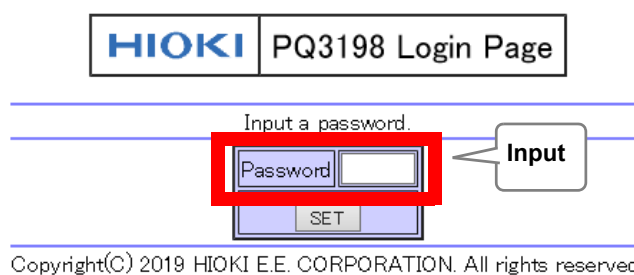 HIOKI PQ3198 Login Page
Input a password.
Password
Input
SET
Copyright(C) 2019 HIOKI E.E. CORPORATION. All rights reserved